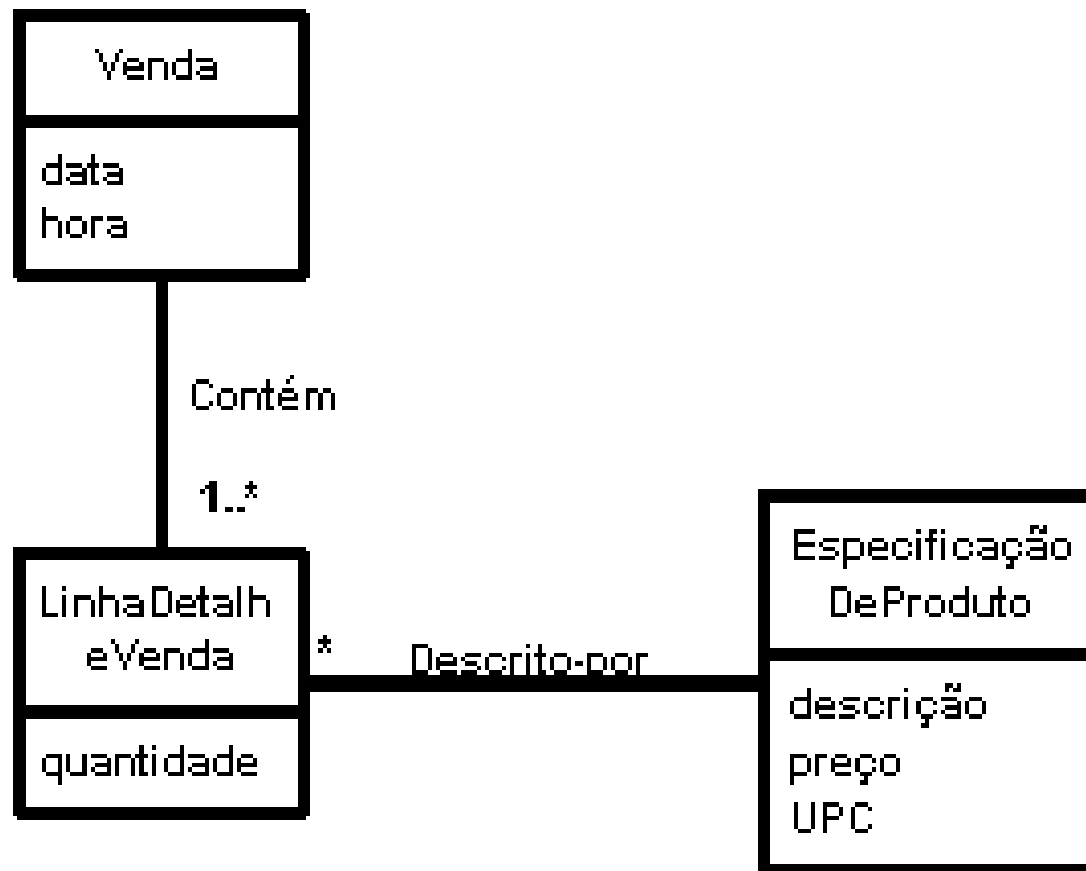 Venda
data
hora
Contém
1..*
LinhaDetalh
eVenda
quantidade
*
Descrito-por
Especificação
DeProduto
descrição
preço
UPC